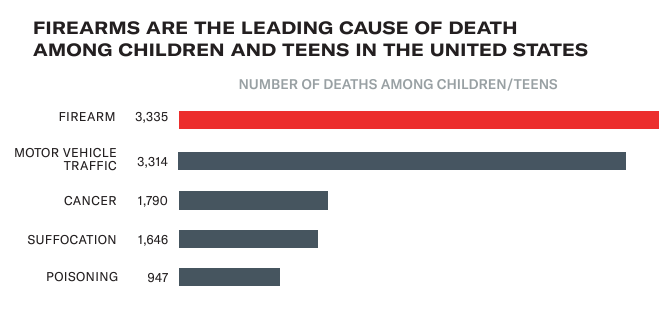 FIREARMS ARE THE LEADING CAUSE OF DEATH
AMONG CHILDREN AND TEENS IN THE UNITED STATES
NUMBER OF DEATHS AMONG CHILDREN/TEENS
FIREARM 3,335
MOTOR VEHICLE
TRAFFIC 3,314
CANCER 1,790
SUFFOCATION 1,646
POISONING 947